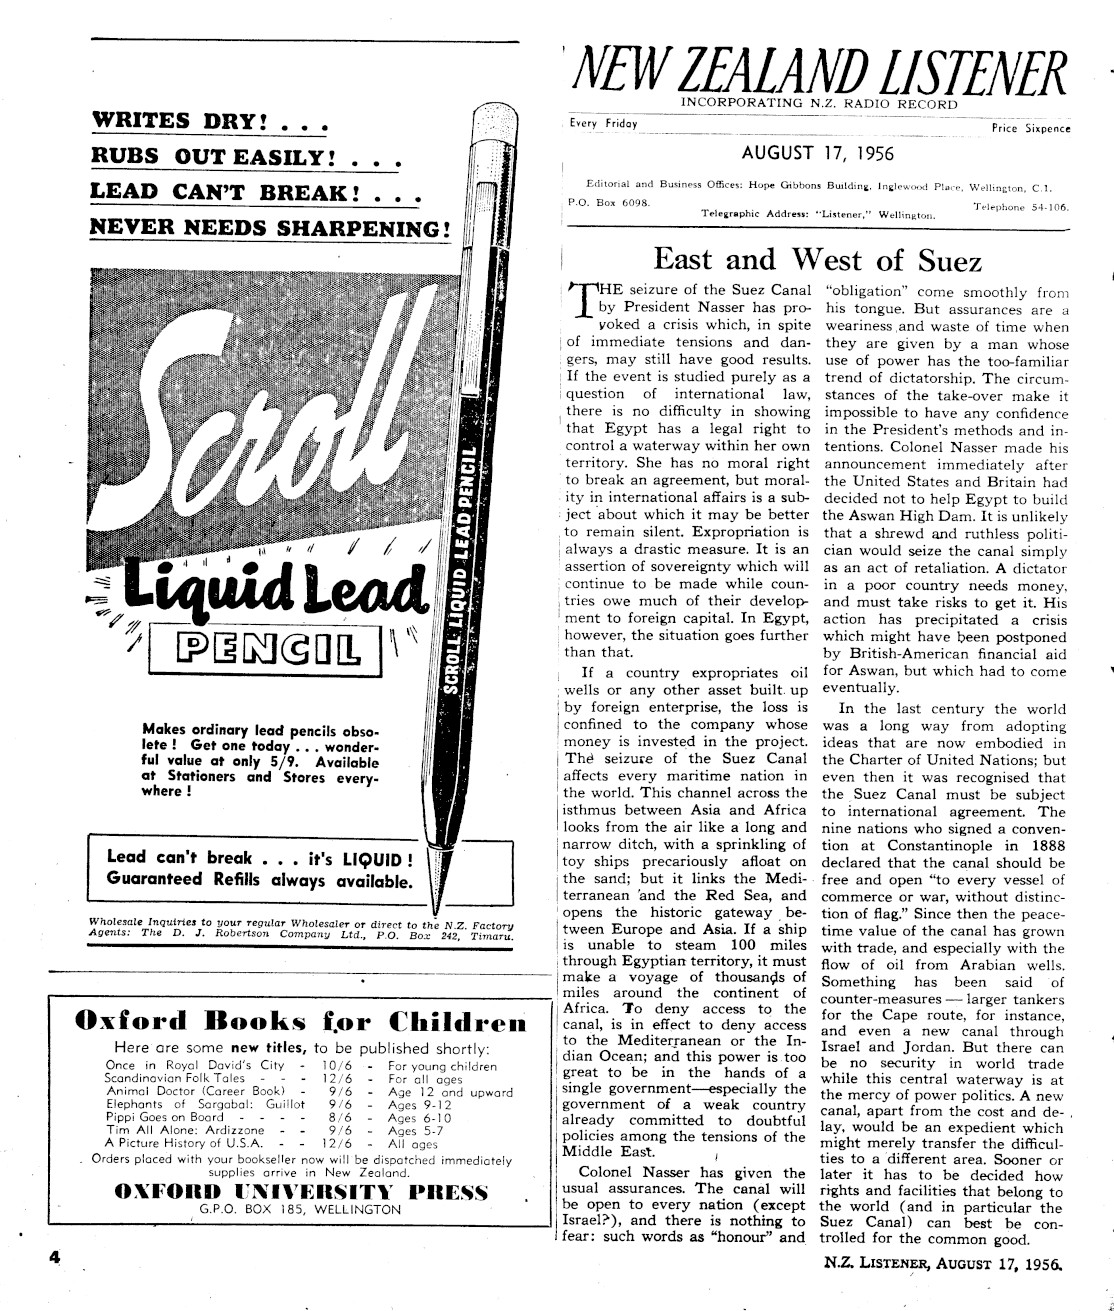 WRITES DRY! . . .
RUBS OUT EASILY! . . .
LEAD CAN'T BREAK! . . .
NEVER NEEDS SHARPENING!
Scroll
Liquid Lead
PENCIL
SCROLL LIQUID LEAD PENCIL
Makes ordinary lead pencils obso-
lete! Get one today . . . wonder-
ful value at only 5/9. Available
at Stationers and Stores every-
where!
Lead can't break . . . it's LIQUID!
Guaranteed Refills always available.
Wholesale Inquiries to your regular Wholesaler or direct to the N.Z. Factory
Agents: The D. J. Robertson Company Ltd., P.O. Box 242, Timaru.
Oxford Books for Children
Here are some new titles, to be published shortly:
Once in Royal David's City - 10/6 - For young children
Scandinavian Folk Tales - - - 12/6 - For all ages
Animal Doctor (Career Book) - 9/6 - Age 12 and upward
Elephants of Sargabal: Guillot 9/6 - Ages 9-12
Pippi Goes on Board - - - - 8/6 - Ages 6-10
Tim All Alone: Ardizzone - - 9/6 - Ages 5-7
A Picture History of U.S.A. - - 12/6 - All ages
Orders placed with your bookseller now will be dispatched immediately
supplies arrive in New Zealand.
OXFORD UNIVERSITY PRESS
G.P.O. BOX 185, WELLINGTON
4
NEW ZEALAND LISTENER
INCORPORATING N.Z. RADIO RECORD
Every Friday Price Sixpence
AUGUST 17, 1956
Editorial and Business Offices: Hope Gibbons Building, Inglewood Place, Wellington, C.1.
P.O. Box 6098. Telephone 54-106.
Telegraphic Address: "Listener," Wellington.
East and West of Suez
THE seizure of the Suez Canal
by President Nasser has pro-
voked a crisis which, in spite
of immediate tensions and dan-
gers, may still have good results.
If the event is studied purely as a
question of international law,
there is no difficulty in showing
that Egypt has a legal right to
control a waterway within her own
territory. She has no moral right
to break an agreement, but moral-
ity in international affairs is a sub-
ject about which it may be better
to remain silent. Expropriation is
always a drastic measure. It is an
assertion of sovereignty which will
continue to be made while coun-
tries owe much of their develop-
ment to foreign capital. In Egypt,
however, the situation goes further
than that.
If a country expropriates oil
wells or any other asset built up
by foreign enterprise, the loss is
confined to the company whose
money is invested in the project.
The seizure of the Suez Canal
affects every maritime nation in
the world. This channel across the
isthmus between Asia and Africa
looks from the air like a long and
narrow ditch, with a sprinkling of
toy ships precariously afloat on
the sand; but it links the Medi-
terranean and the Red Sea, and
opens the historic gateway be-
tween Europe and Asia. If a ship
is unable to steam 100 miles
through Egyptian territory, it must
make a voyage of thousands of
miles around the continent of
Africa. To deny access to the
canal, is in effect to deny access
to the Mediterranean or the In-
dian Ocean; and this power is too
great to be in the hands of a
single government—especially the
government of a weak country
already committed to doubtful
policies among the tensions of the
Middle East.
Colonel Nasser has given the
usual assurances. The canal will
be open to every nation (except
Israel?), and there is nothing to
fear: such words as "honour" and
"obligation" come smoothly from
his tongue. But assurances are a
weariness and waste of time when
they are given by a man whose
use of power has the too-familiar
trend of dictatorship. The circum-
stances of the take-over make it
impossible to have any confidence
in the President's methods and in-
tentions. Colonel Nasser made his
announcement immediately after
the United States and Britain had
decided not to help Egypt to build
the Aswan High Dam. It is unlikely
that a shrewd and ruthless politi-
cian would seize the canal simply
as an act of retaliation. A dictator
in a poor country needs money,
and must take risks to get it. His
action has precipitated a crisis
which might have been postponed
by British-American financial aid
for Aswan, but which had to come
eventually.
In the last century the world
was a long way from adopting
ideas that are now embodied in
the Charter of United Nations; but
even then it was recognised that
the Suez Canal must be subject
to international agreement. The
nine nations who signed a conven-
tion at Constantinople in 1888
declared that the canal should be
free and open "to every vessel of
commerce or war, without distinc-
tion of flag." Since then the peace-
time value of the canal has grown
with trade, and especially with the
flow of oil from Arabian wells.
Something has been said of
counter-measures — larger tankers
for the Cape route, for instance,
and even a new canal through
Israel and Jordan. But there can
be no security in world trade
while this central waterway is at
the mercy of power politics. A new
canal, apart from the cost and de-
lay, would be an expedient which
might merely transfer the difficul-
ties to a different area. Sooner or
later it has to be decided how
rights and facilities that belong to
the world (and in particular the
Suez Canal) can best be con-
trolled for the common good.
N.Z. LISTENER, AUGUST 17, 1956.